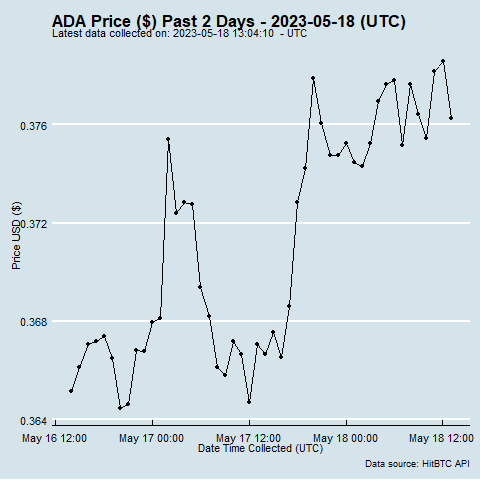 ADA Price ($) Past 2 Days - 2023-05-18 (UTC)
Latest data collected on: 2023-05-18 13:04:10  - UTC
0.376
0.372
0.368
0.364
Price USD ($)
May 16 12:00
May 17 00:00
May 17 12:00
May 18 00:00
May 18 12:00
Date Time Collected (UTC)
Data source: HitBTC API